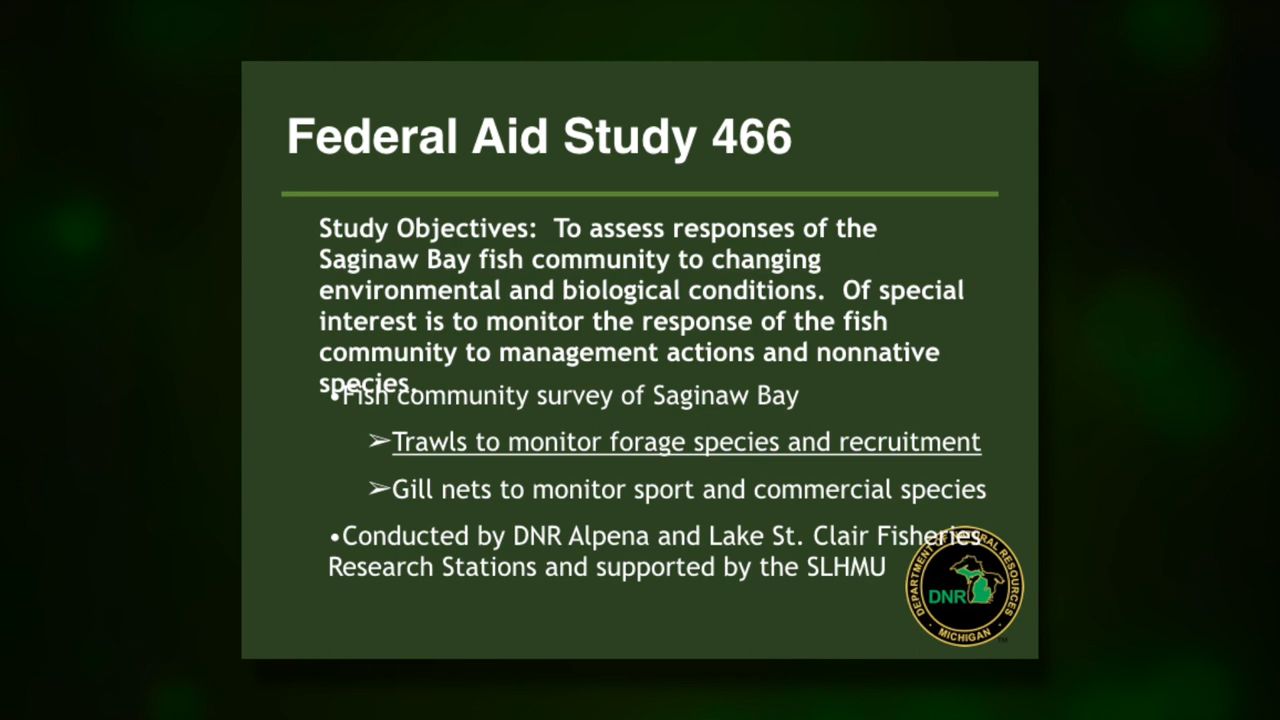 Federal Aid Study 466
Study Objectives:  To assess responses of the
Saginaw Bay fish community to changing
environmental and biological conditions.  Of special
interest is to monitor the response of the fish
community to management actions and nonnative
species.
•Fish community survey of Saginaw Bay
➢Trawls to monitor forage species and recruitment
➢Gill nets to monitor sport and commercial species
•Conducted by DNR Alpena and Lake St. Clair Fisheries
Research Stations and supported by the SLHMU
DEPARTMENT OF NATURAL RESOURCES
DNR
MICHIGAN
TM